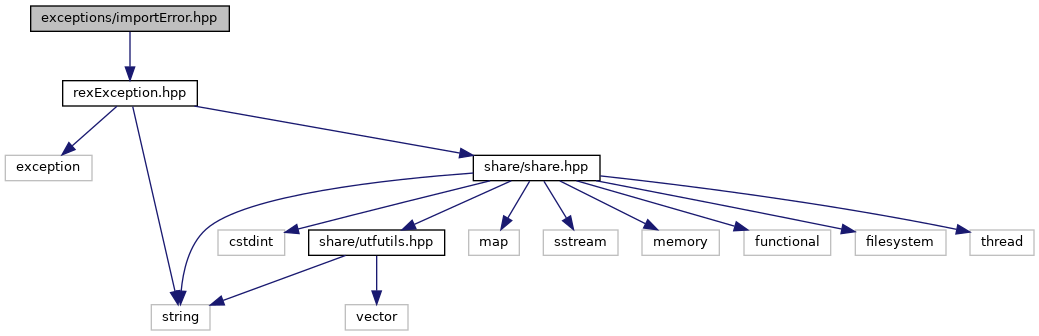 exceptions/importError.hpp
rexException.hpp
exception
share/share.hpp
cstdint
share/utfutils.hpp
map
sstream
memory
functional
filesystem
thread
string
vector